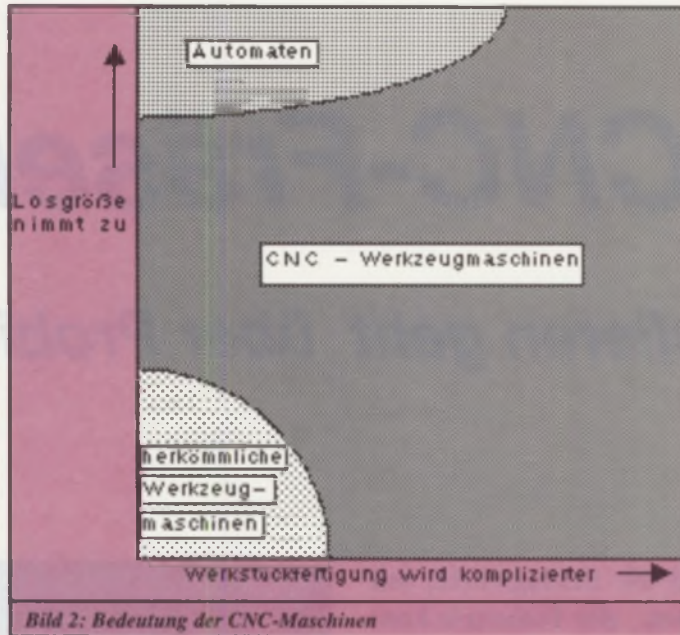 Automaten
Losgröße
nimmt zu
CNC – Werkzeugmaschinen
herkömmliche
Werkzeug–
maschinen
Werkstückfertigung wird komplizierter
Bild 2: Bedeutung der CNC-Maschinen